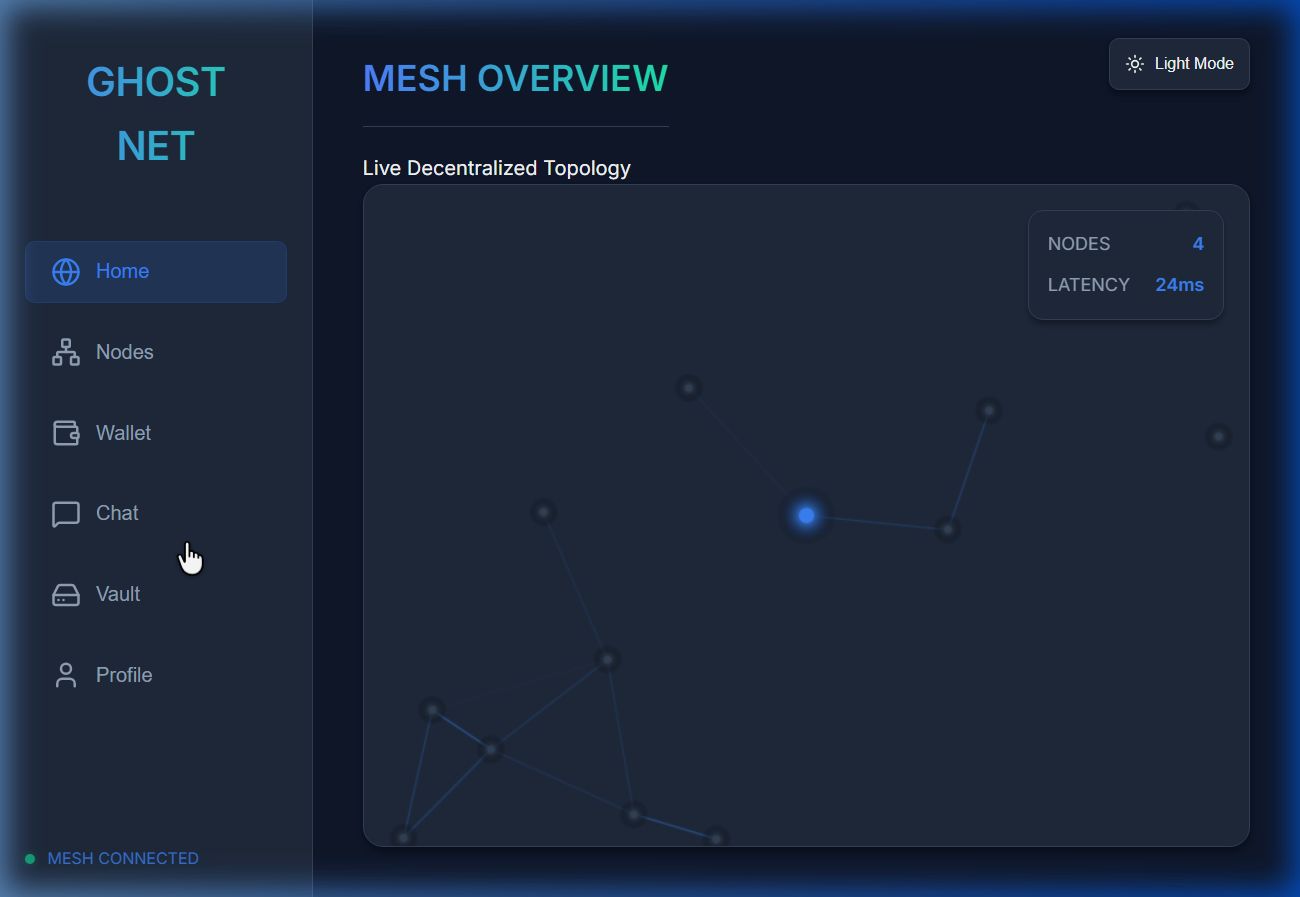 GHOST
NET
Home
Nodes
Wallet
Chat
Vault
Profile
MESH CONNECTED
MESH OVERVIEW
Light Mode
Live Decentralized Topology
NODES 4
LATENCY 24ms